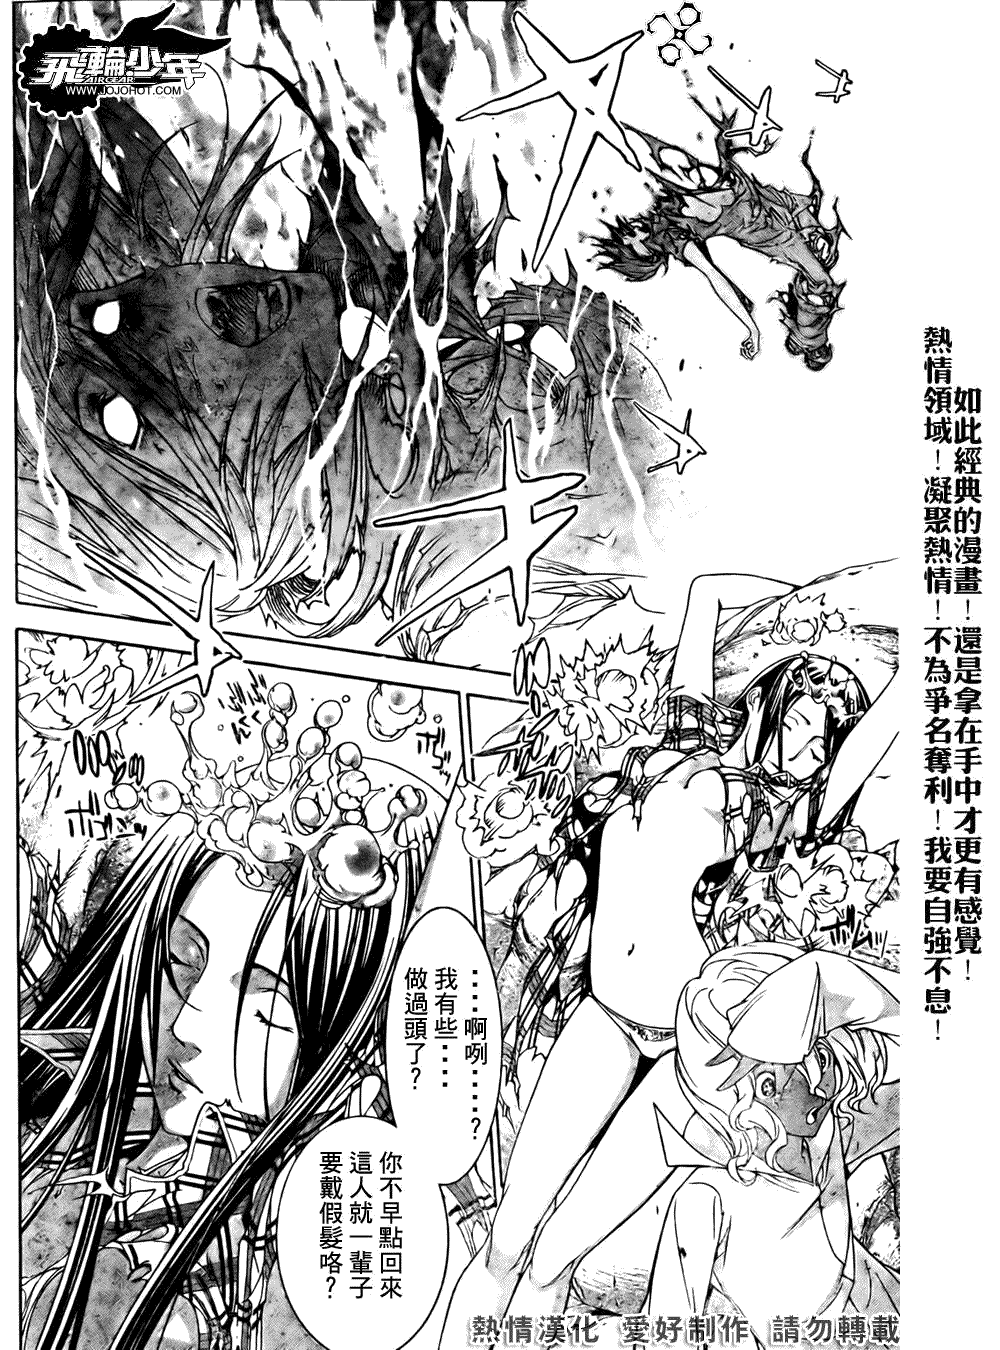 飛輪少年
AIRGEAR
WWW.JOJOHOT.COM
如此經典的漫畫！還是拿在手中才更有感覺！
熱情領域！凝聚熱情！不為爭名奪利！我要自強不息！
……啊咧……？
我有些……
做過頭了？
你不早點回來
這人就一輩子
要戴假髮咯？
熱情漢化 愛好制作 請勿轉載